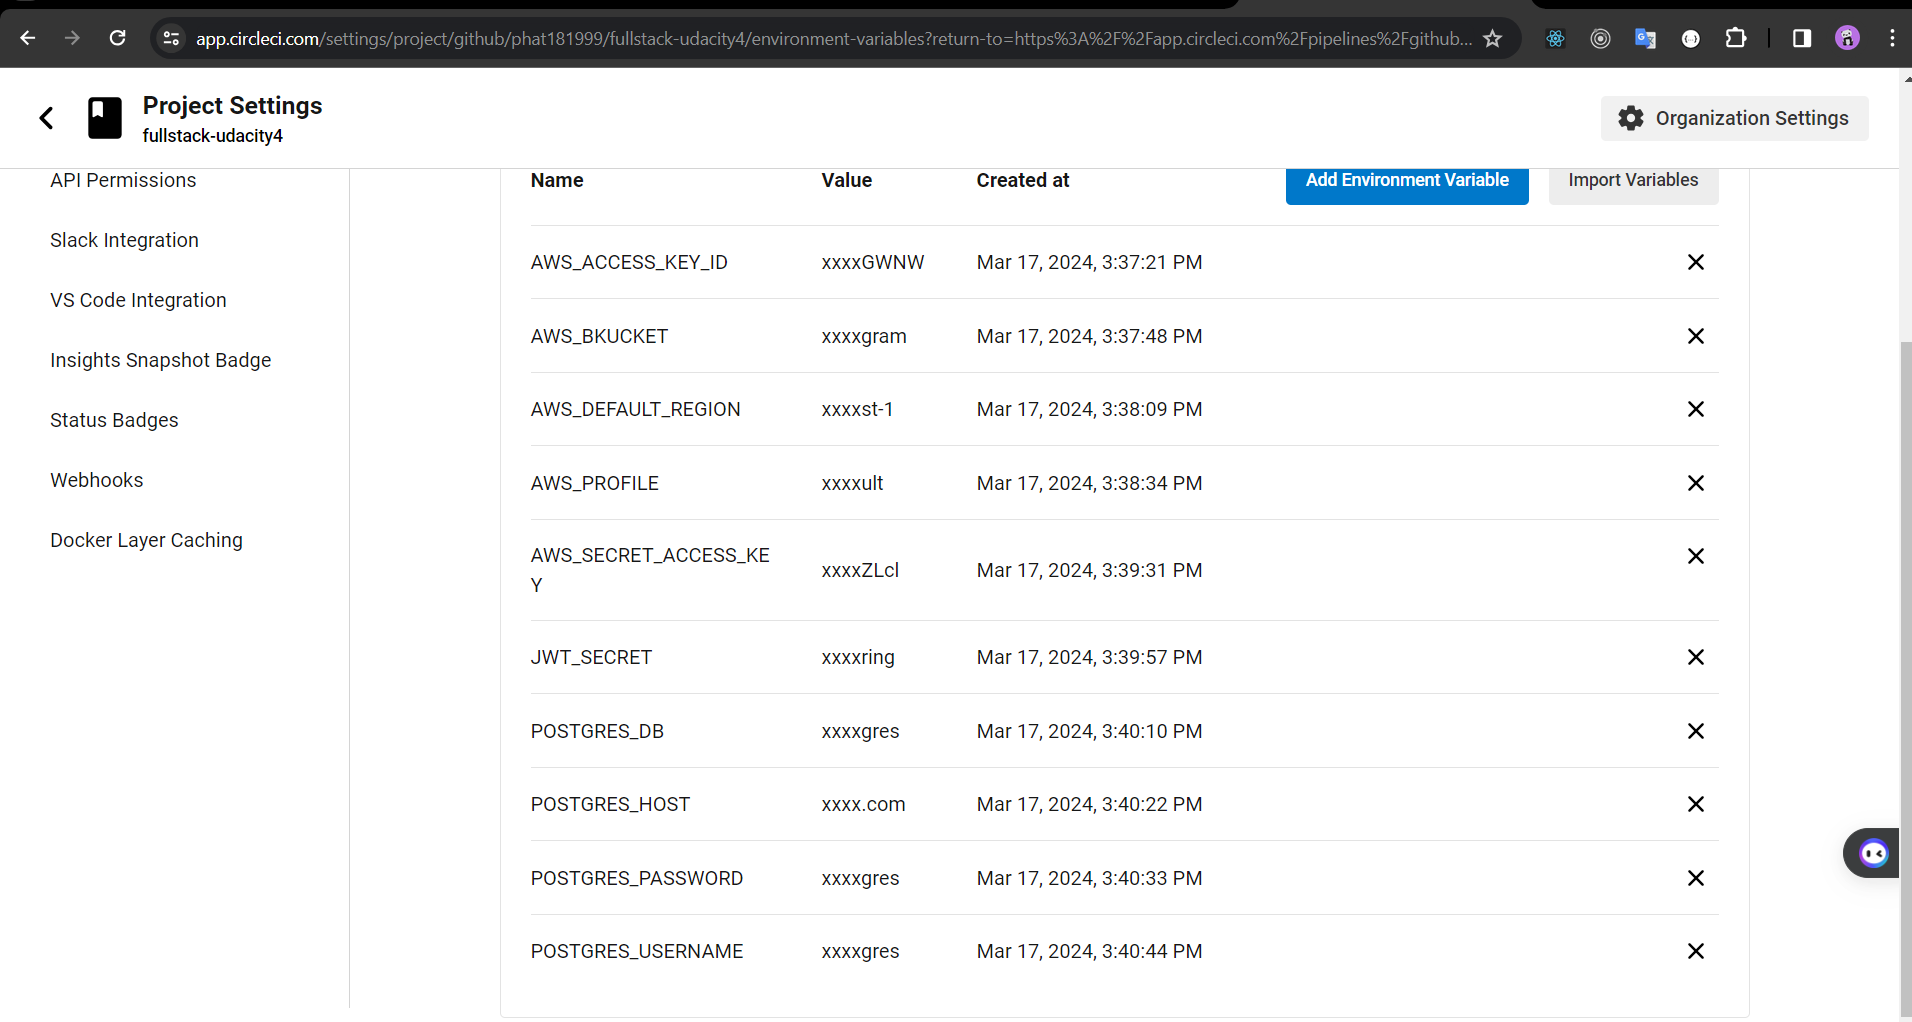 app.circleci.com/settings/project/github/phat181999/fullstack-udacity4/environment-variables?return-to=https%3A%2F%2Fapp.circleci.com%2Fpipelines%2Fgithub...
Project Settings
fullstack-udacity4
Organization Settings
API Permissions
Slack Integration
VS Code Integration
Insights Snapshot Badge
Status Badges
Webhooks
Docker Layer Caching
Name Value Created at Add Environment Variable Import Variables
AWS_ACCESS_KEY_ID xxxxGWNW Mar 17, 2024, 3:37:21 PM
AWS_BKUCKET xxxxgram Mar 17, 2024, 3:37:48 PM
AWS_DEFAULT_REGION xxxxst-1 Mar 17, 2024, 3:38:09 PM
AWS_PROFILE xxxxult Mar 17, 2024, 3:38:34 PM
AWS_SECRET_ACCESS_KE
Y xxxxZLcl Mar 17, 2024, 3:39:31 PM
JWT_SECRET xxxxring Mar 17, 2024, 3:39:57 PM
POSTGRES_DB xxxxgres Mar 17, 2024, 3:40:10 PM
POSTGRES_HOST xxxx.com Mar 17, 2024, 3:40:22 PM
POSTGRES_PASSWORD xxxxgres Mar 17, 2024, 3:40:33 PM
POSTGRES_USERNAME xxxxgres Mar 17, 2024, 3:40:44 PM